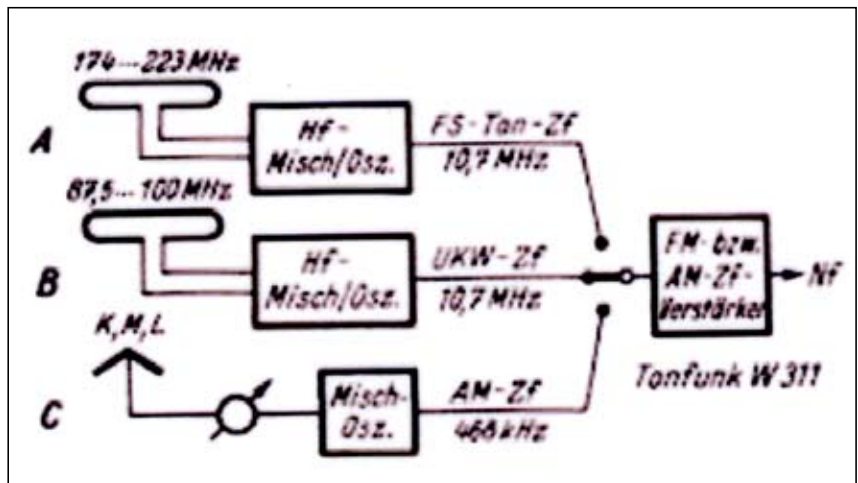 174...223 MHz
A
Hf-
Misch/Osz.
FS-Ton-Zf
10,7 MHz
87,5...100 MHz
B
Hf-
Misch/Osz.
UKW-Zf
10,7 MHz
FM- bzw.
AM-Zf-
Verstärker
Nf
K, M, L
C
Misch-
Osz.
AM-Zf
468 kHz
Tonfunk W 311